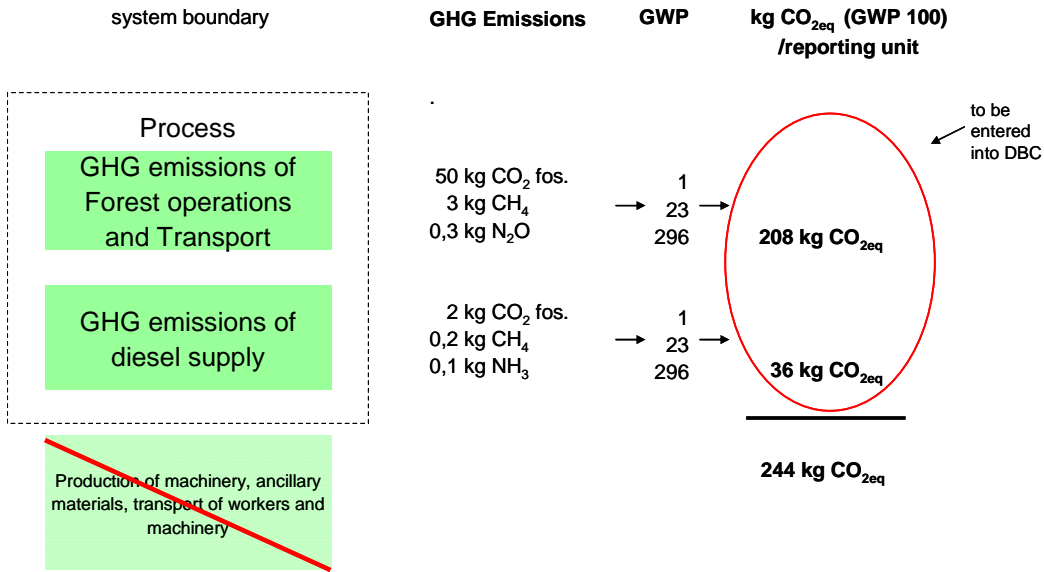 system boundary
GHG Emissions
GWP
kg CO2eq (GWP 100)
/reporting unit
.
to be
entered
into DBC
Process
GHG emissions of
Forest operations
and Transport
50 kg CO2 fos.
3 kg CH4
0,3 kg N2O
1
23
296
208 kg CO2eq
GHG emissions of
diesel supply
2 kg CO2 fos.
0,2 kg CH4
0,1 kg NH3
1
23
296
36 kg CO2eq
244 kg CO2eq
Production of machinery, ancillary
materials, transport of workers and
machinery